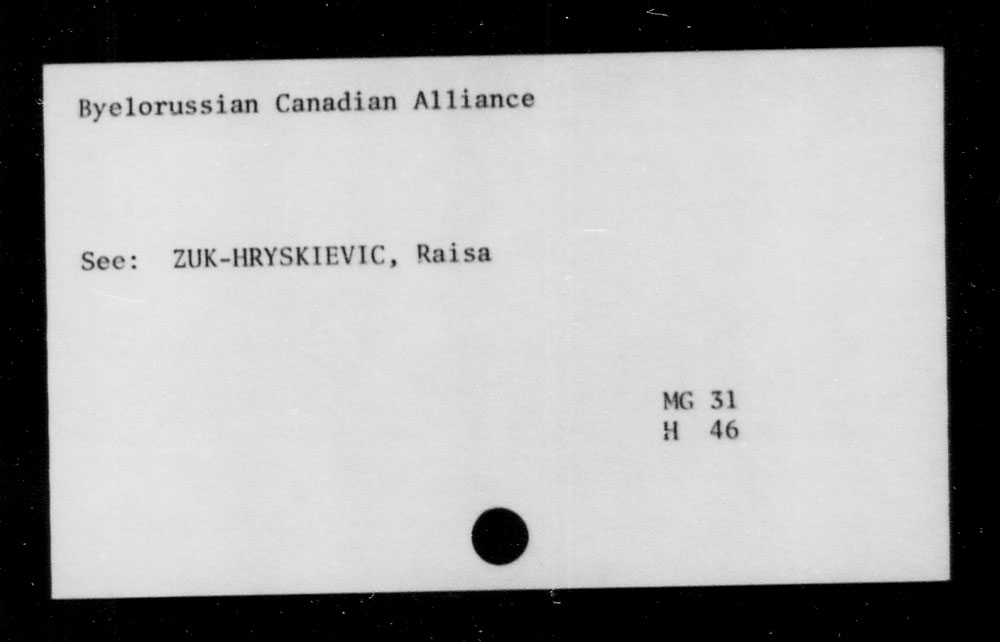 Byelorussian Canadian Alliance
See: ZUK-HRYSKIEVIC, Raisa
MG 31
H 46